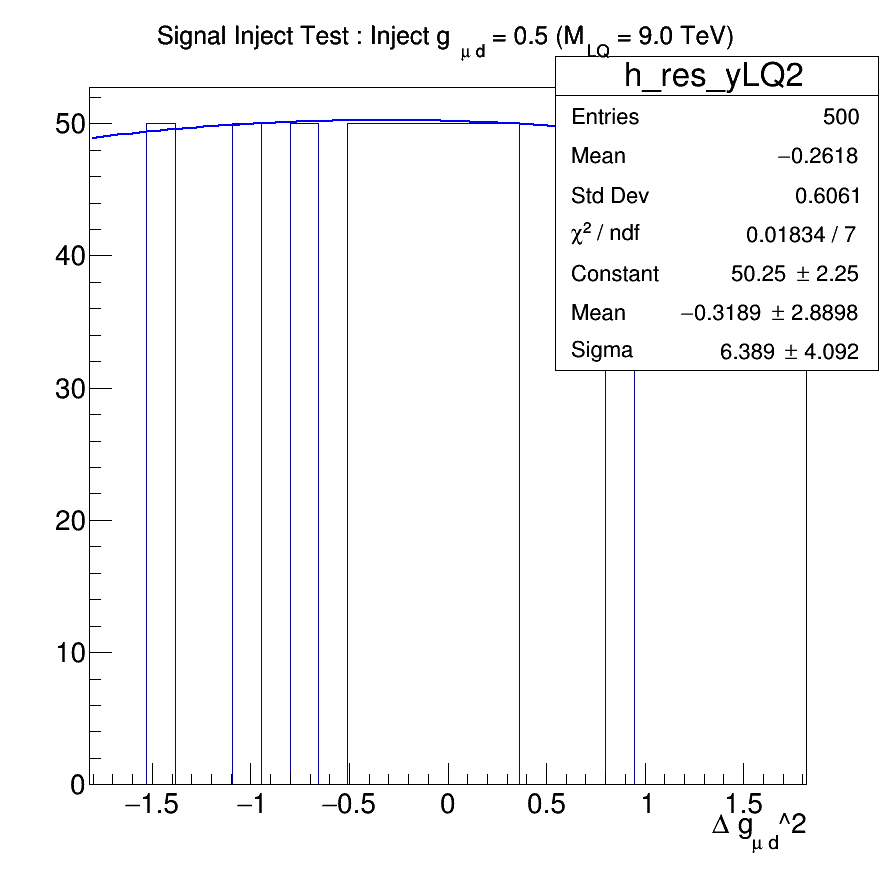 Signal Inject Test : Inject g μ d = 0.5 (M LQ = 9.0 TeV)
h_res_yLQ2
Entries 500
Mean −0.2618
Std Dev 0.6061
χ² / ndf 0.01834 / 7
Constant 50.25 ± 2.25
Mean −0.3189 ± 2.8898
Sigma 6.389 ± 4.092
50
40
30
20
10
0
−1.5 −1 −0.5 0 0.5 1 1.5
Δ g μ d ^2